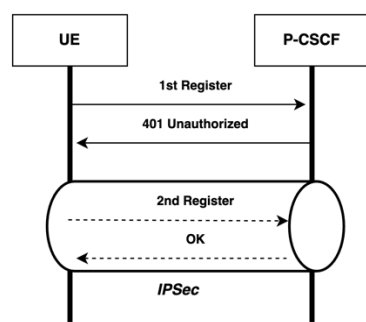 UE
P-CSCF
1st Register
401 Unauthorized
2nd Register
OK
IPSec